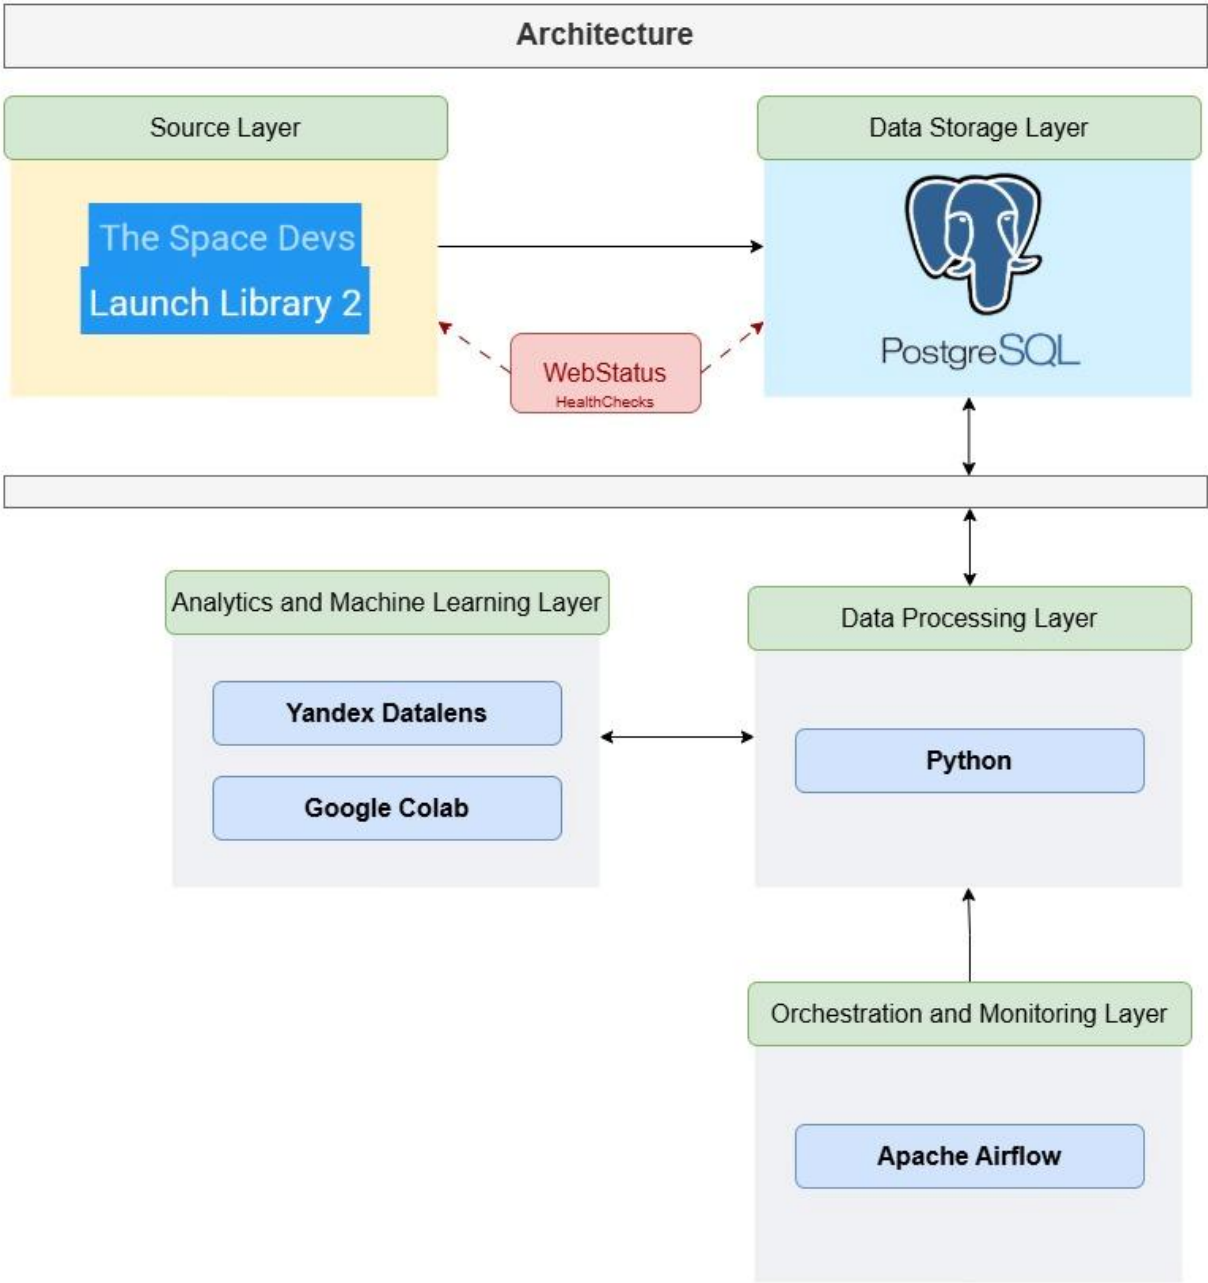 Architecture
Source Layer
Data Storage Layer
The Space Devs
Launch Library 2
WebStatus
HealthChecks
PostgreSQL
Analytics and Machine Learning Layer
Data Processing Layer
Yandex Datalens
Python
Google Colab
Orchestration and Monitoring Layer
Apache Airflow